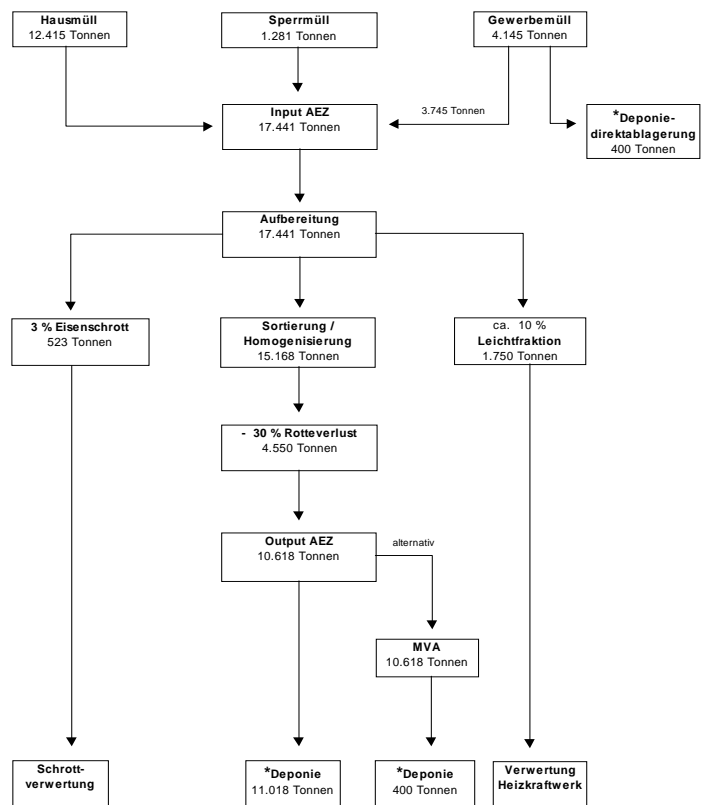 Hausmüll
12.415 Tonnen
Sperrmüll
1.281 Tonnen
Gewerbemüll
4.145 Tonnen
Input AEZ
17.441 Tonnen
3.745 Tonnen
*Deponie-
direktablagerung
400 Tonnen
Aufbereitung
17.441 Tonnen
3 % Eisenschrott
523 Tonnen
Sortierung /
Homogenisierung
15.168 Tonnen
ca. 10 %
Leichtfraktion
1.750 Tonnen
- 30 % Rotteverlust
4.550 Tonnen
Output AEZ
10.618 Tonnen
alternativ
MVA
10.618 Tonnen
Schrott-
verwertung
*Deponie
11.018 Tonnen
*Deponie
400 Tonnen
Verwertung
Heizkraftwerk